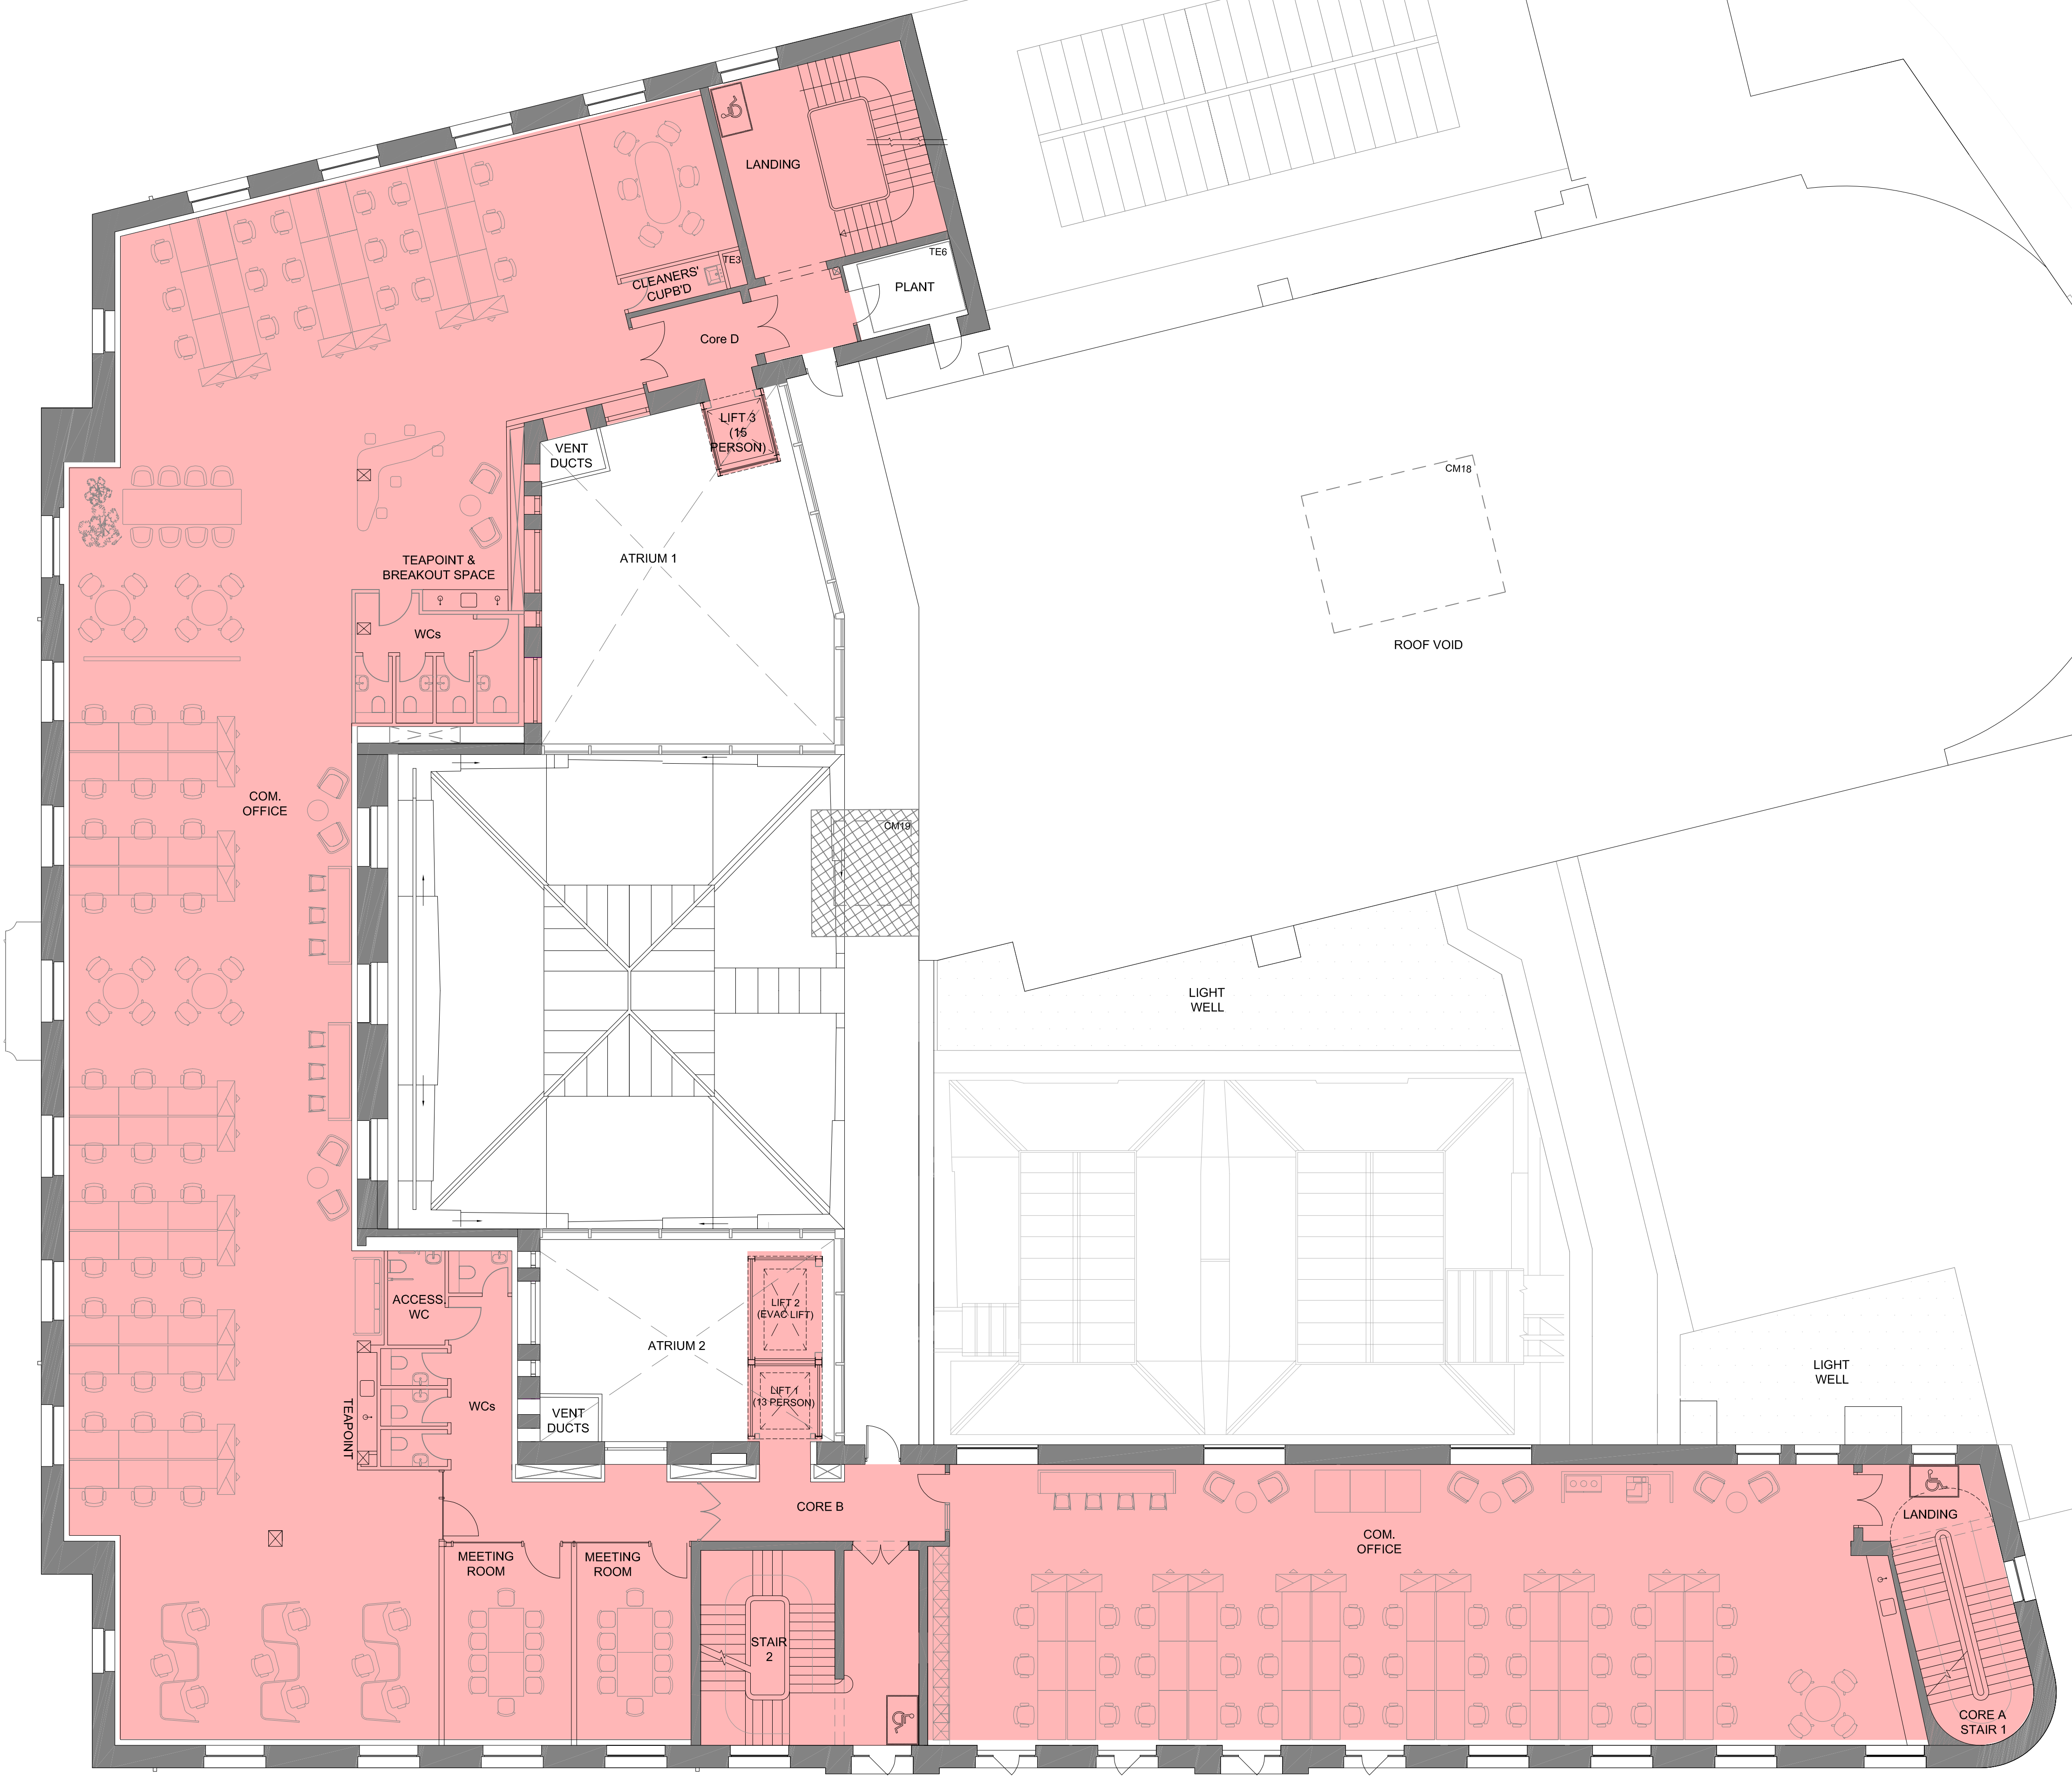 LANDING
TE6
TE3
CLEANERS'
CUPB'D
PLANT
Core D
LIFT 3
(15
PERSON)
VENT
DUCTS
CM18
ATRIUM 1
TEAPOINT &
BREAKOUT SPACE
WCs
ROOF VOID
COM.
OFFICE
CM19
LIGHT
WELL
ACCESS.
WC
LIFT 2
(EVAC LIFT)
ATRIUM 2
LIGHT
WELL
LIFT 1
(13 PERSON)
TEAPOINT
WCs
VENT
DUCTS
CORE B
LANDING
COM.
OFFICE
MEETING
ROOM
MEETING
ROOM
STAIR
2
CORE A
STAIR 1